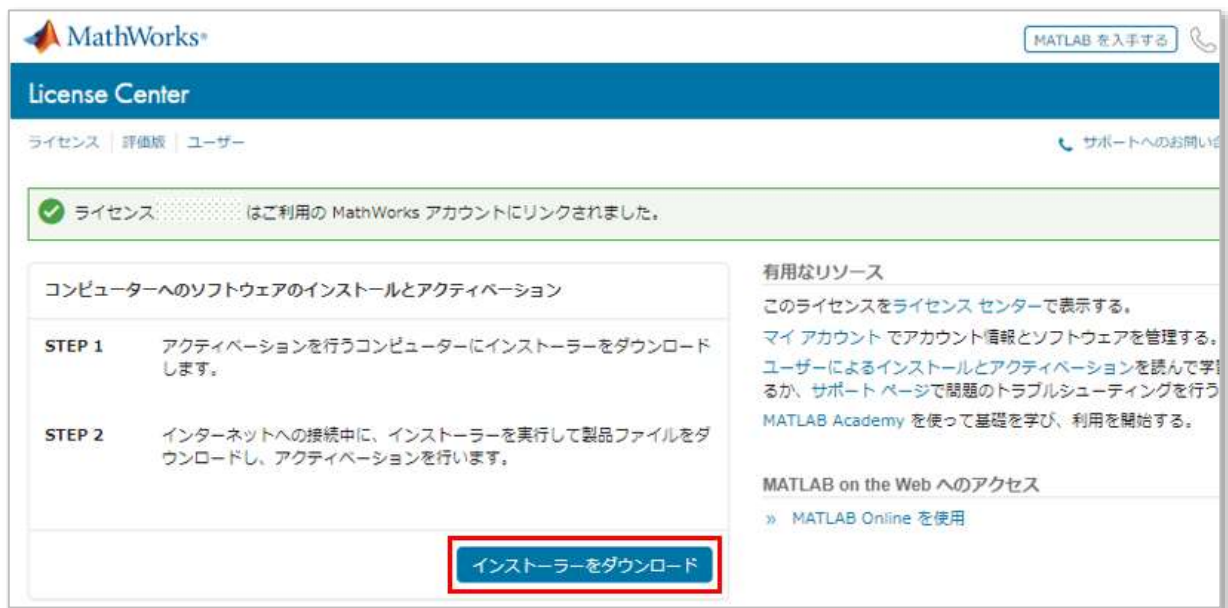 MathWorks®
MATLAB を入手する
License Center
ライセンス 評価版 ユーザー
サポートへのお問い
ライセンス はご利用の MathWorks アカウントにリンクされました。
コンピューターへのソフトウェアのインストールとアクティベーション
STEP 1 アクティベーションを行うコンピューターにインストーラーをダウンロード
します。
STEP 2 インターネットへの接続中に、インストーラーを実行して製品ファイルをダ
ウンロードし、アクティベーションを行います。
インストーラーをダウンロード
有用なリソース
このライセンスをライセンス センターで表示する。
マイ アカウント でアカウント情報とソフトウェアを管理する。
ユーザーによるインストールとアクティベーションを読んで学
るか、サポート ページで問題のトラブルシューティングを行う
MATLAB Academy を使って基礎を学び、利用を開始する。
MATLAB on the Web へのアクセス
» MATLAB Online を使用